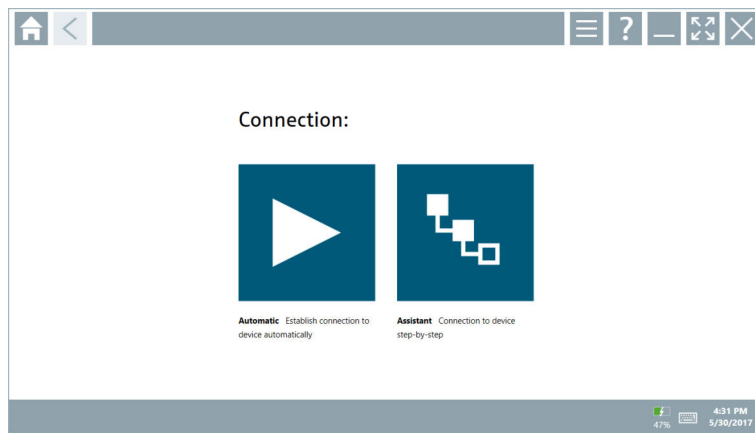 ?
Connection:
Automatic Establish connection to
device automatically
Assistant Connection to device
step-by-step
47%
4:31 PM
5/30/2017